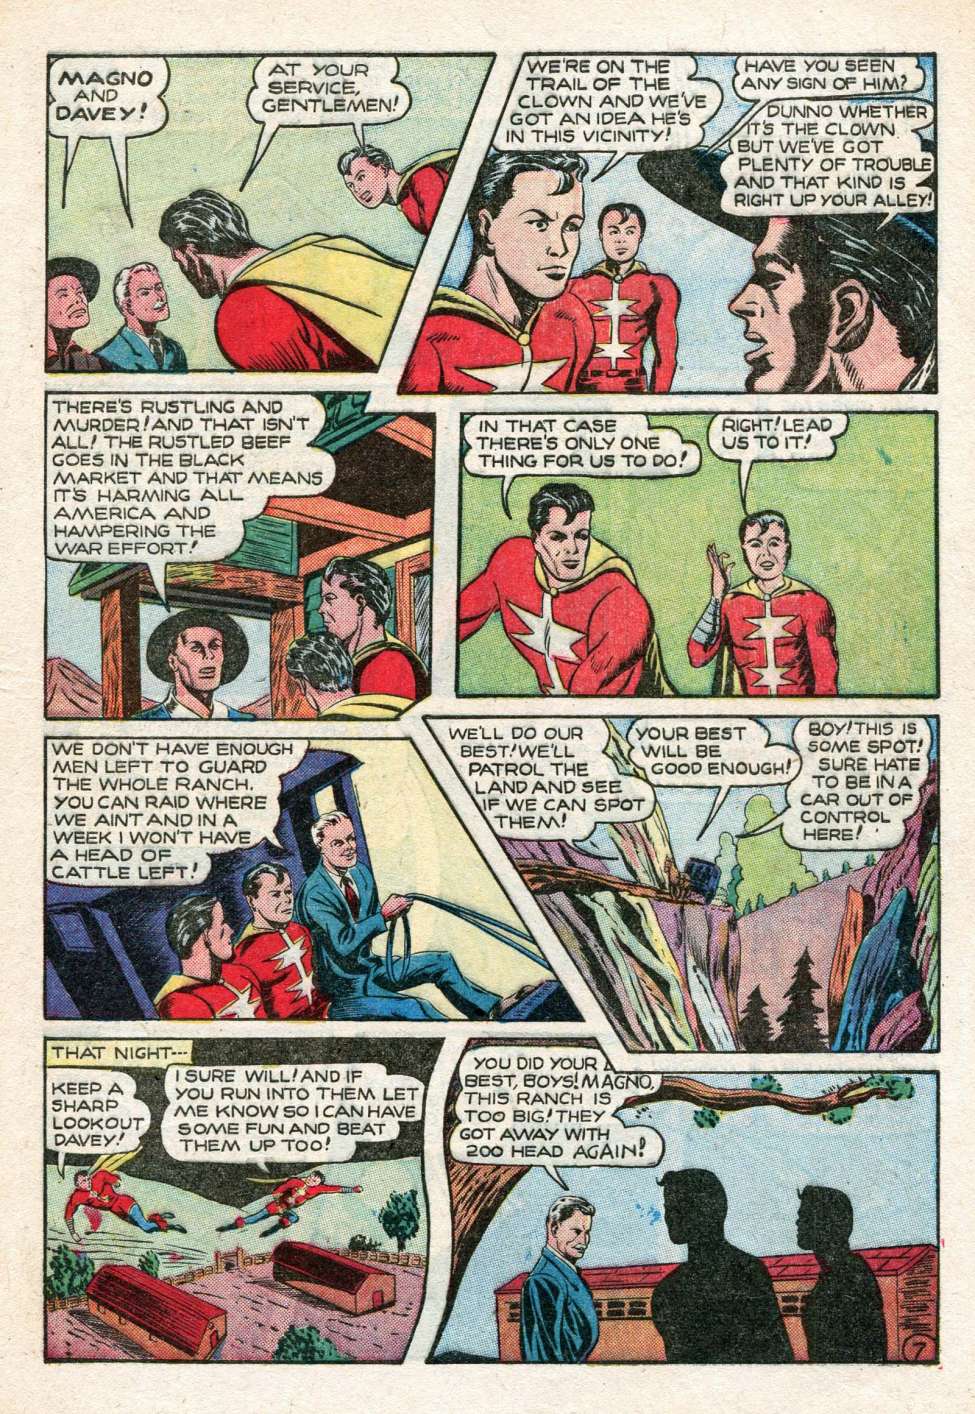 MAGNO
AND
DAVEY!
AT YOUR
SERVICE,
GENTLEMEN!
WE'RE ON THE
TRAIL OF THE
CLOWN AND WE'VE
GOT AN IDEA HE'S
IN THIS VICINITY!
HAVE YOU SEEN
ANY SIGN OF HIM?
DUNNO WHETHER
IT'S THE CLOWN
BUT WE'VE GOT
PLENTY OF TROUBLE
AND THAT KIND IS
RIGHT UP YOUR ALLEY!
THERE'S RUSTLING AND
MURDER! AND THAT ISN'T
ALL! THE RUSTLED BEEF
GOES IN THE BLACK
MARKET AND THAT MEANS
IT'S HARMING ALL
AMERICA AND
HAMPERING THE
WAR EFFORT!
IN THAT CASE
THERE'S ONLY ONE
THING FOR US TO DO!
RIGHT! LEAD
US TO IT!
WE DON'T HAVE ENOUGH
MEN LEFT TO GUARD
THE WHOLE RANCH.
YOU CAN RAID WHERE
WE AINT AND IN A
WEEK I WON'T HAVE
A HEAD OF
CATTLE LEFT!
WE'LL DO OUR
BEST! WE'LL
PATROL THE
LAND AND SEE
IF WE CAN SPOT
THEM!
YOUR BEST
WILL BE
GOOD ENOUGH!
BOY! THIS IS
SOME SPOT!
SURE HATE
TO BE IN A
CAR OUT OF
CONTROL
HERE!
THAT NIGHT---
KEEP A
SHARP
LOOKOUT
DAVEY!
I SURE WILL! AND IF
YOU RUN INTO THEM LET
ME KNOW SO I CAN HAVE
SOME FUN AND BEAT
THEM UP TOO!
YOU DID YOUR
BEST, BOYS! MAGNO,
THIS RANCH IS
TOO BIG! THEY
GOT AWAY WITH
200 HEAD AGAIN!
7